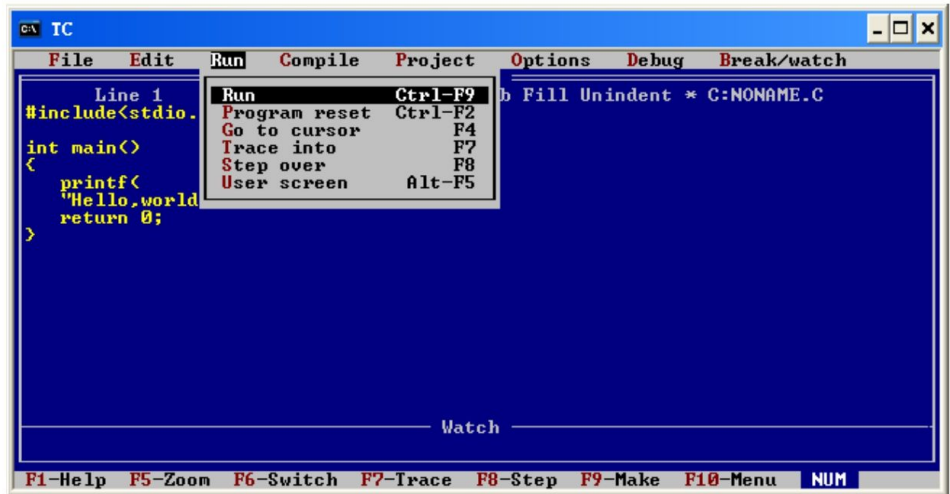 C:\ TC
File Edit Run Compile Project Options Debug Break/watch
Line 1 b Fill Unindent * C:NONAME.C
Run Ctrl-F9
Program reset Ctrl-F2
Go to cursor F4
Trace into F7
Step over F8
User screen Alt-F5
#include<stdio.
int main()
{
printf(
"Hello,world
return 0;
}
Watch
F1-Help F5-Zoom F6-Switch F7-Trace F8-Step F9-Make F10-Menu NUM